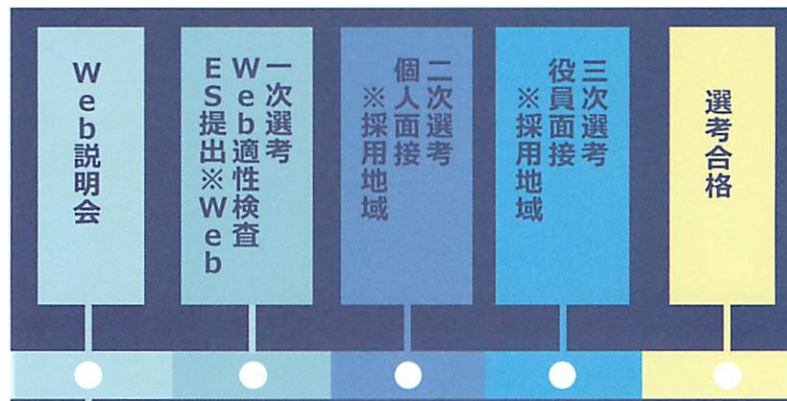 Web説明会
一次選考
Web適性検査
ES提出※Web
二次選考
個人面接
※採用地域
三次選考
役員面接
※採用地域
選考合格